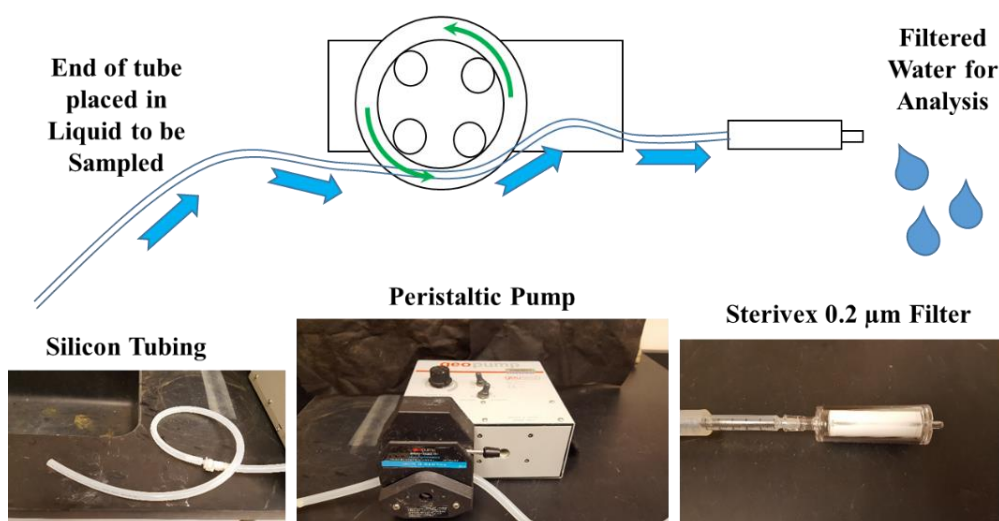 End of tube
placed in
Liquid to be
Sampled
Filtered
Water for
Analysis
Silicon Tubing
Peristaltic Pump
geopump
Sterivex 0.2 µm Filter